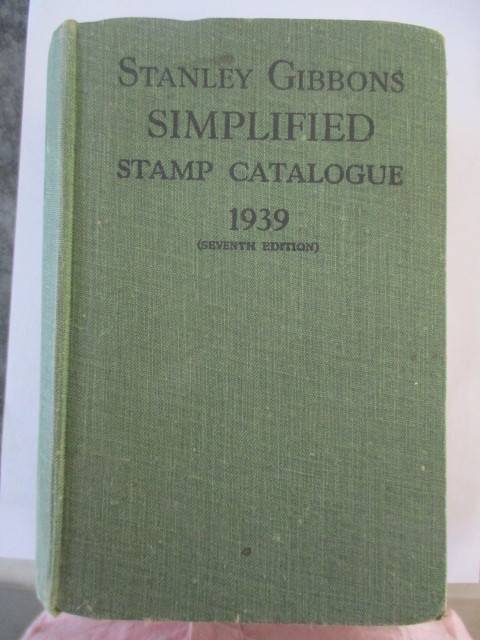 STANLEY GIBBONS
SIMPLIFIED
STAMP CATALOGUE
1939
(SEVENTH EDITION)